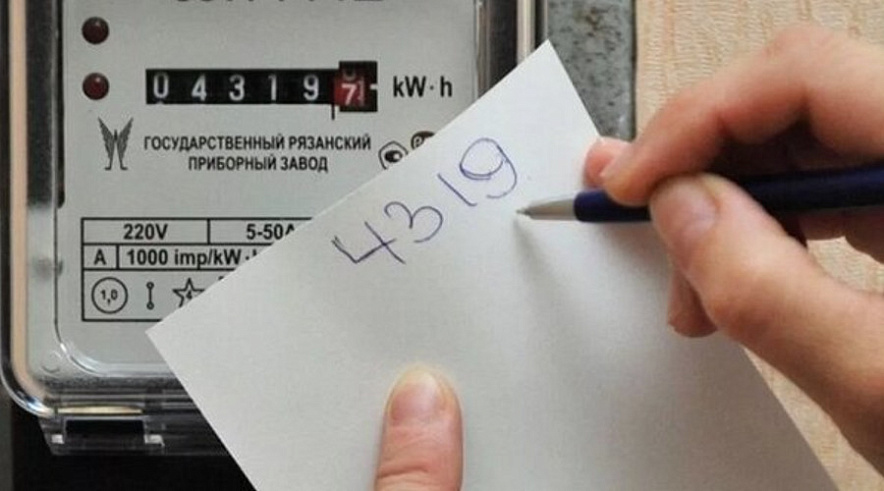 043197 kW·h
ГОСУДАРСТВЕННЫЙ РЯЗАНСКИЙ
ПРИБОРНЫЙ ЗАВОД
4319
220V 5-50A
A 1000 imp/kW·
1,0